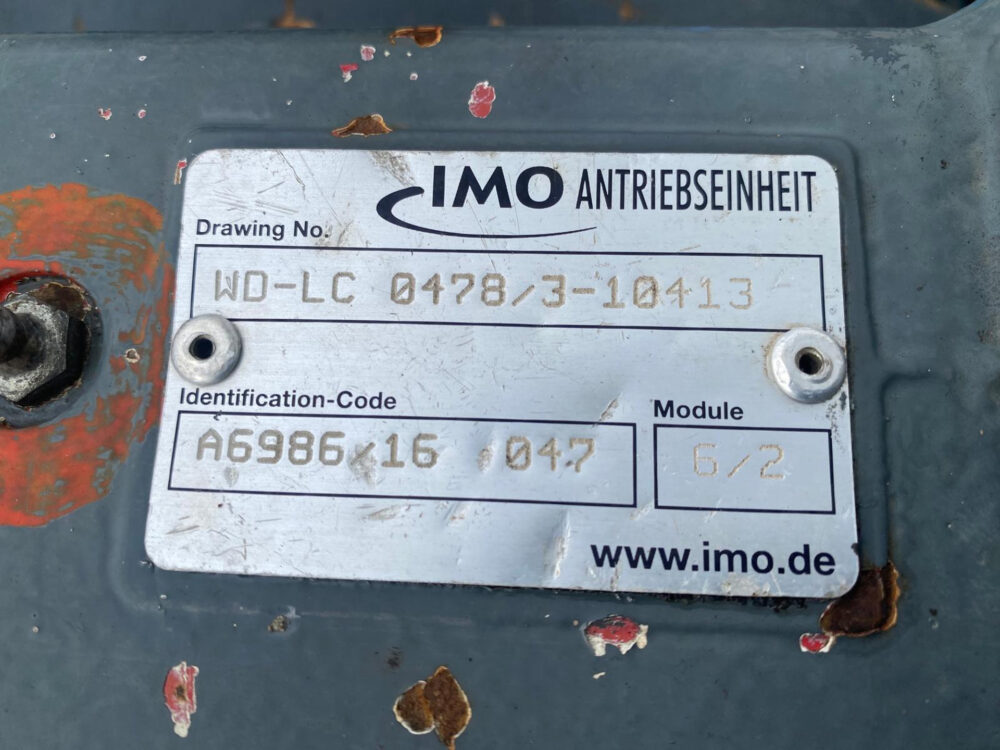 IMO ANTRIEBSEINHEIT
Drawing No.
WD-LC 0478/3-10413
Identification-Code
Module
A6986/16 047
6/2
www.imo.de